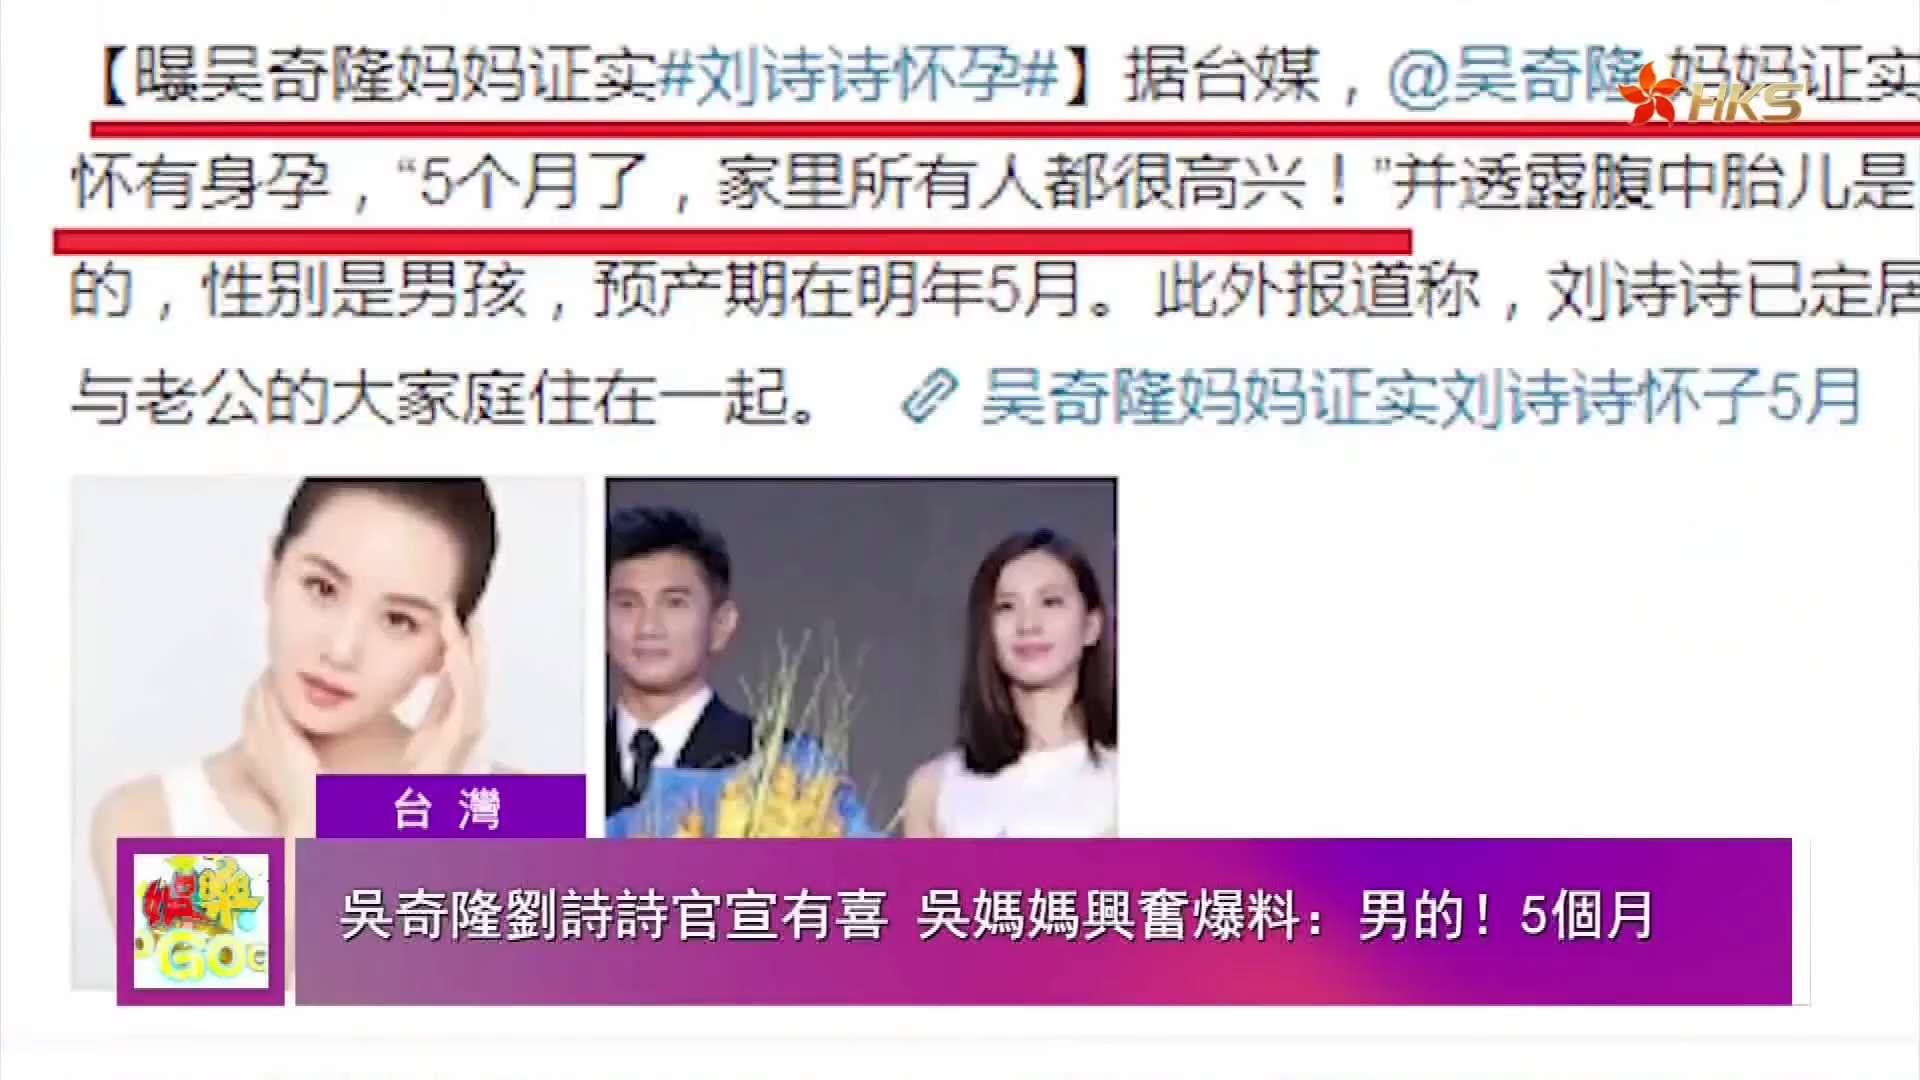 【曝吴奇隆妈妈证实#刘诗诗怀孕#】据台媒，@吴奇隆 妈妈证实
HKS
怀有身孕，“5个月了，家里所有人都很高兴！”并透露腹中胎儿是
的，性别是男孩，预产期在明年5月。此外报道称，刘诗诗已定居
与老公的大家庭住在一起。 吴奇隆妈妈证实刘诗诗怀子5月
台灣
娛樂
GOGO
吳奇隆劉詩詩官宣有喜 吳媽媽興奮爆料：男的！5個月